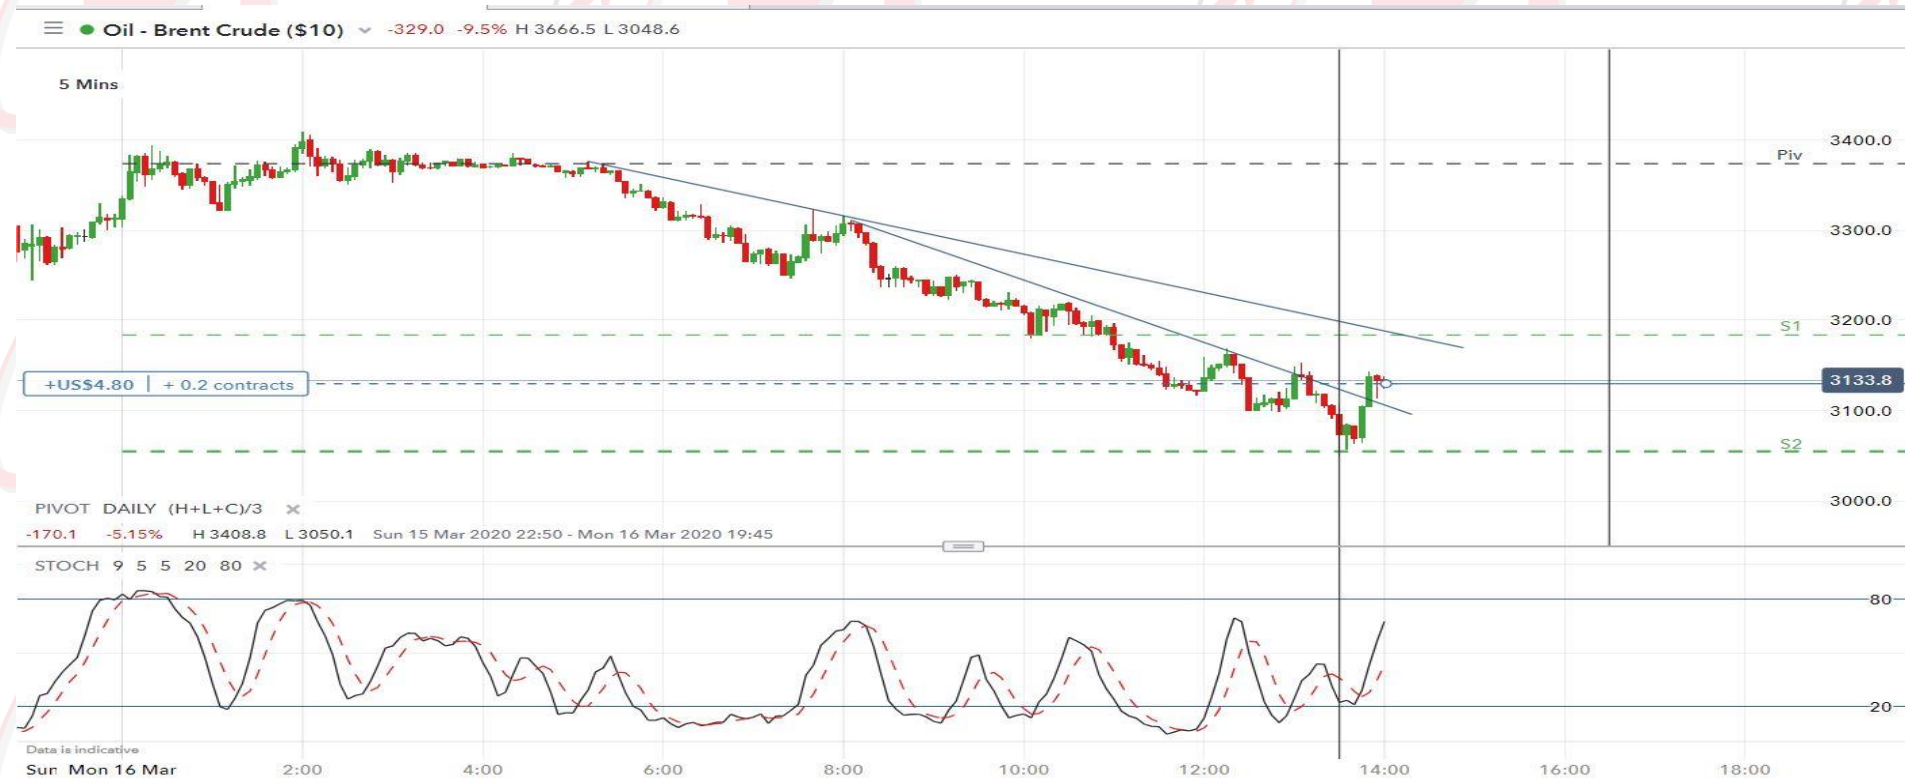 Oil - Brent Crude ($10) -329.0 -9.5% H 3666.5 L 3048.6
5 Mins
3400.0
Piv
3300.0
3200.0
S1
+US$4.80 | + 0.2 contracts
3133.8
3100.0
S2
3000.0
PIVOT DAILY (H+L+C)/3
-170.1 -5.15% H 3408.8 L 3050.1 Sun 15 Mar 2020 22:50 - Mon 16 Mar 2020 19:45
STOCH 9 5 5 20 80
80
20
Data is indicative
Sun Mon 16 Mar 2:00 4:00 6:00 8:00 10:00 12:00 14:00 16:00 18:00